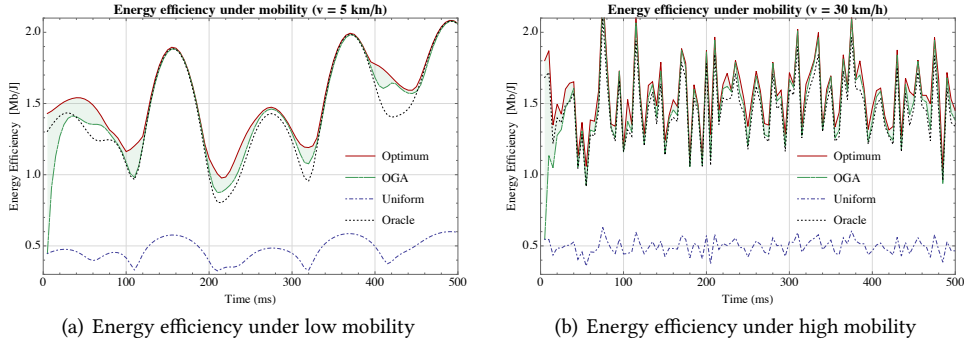 Energy efficiency under mobility (v = 5 km/h)
2.0
1.5
1.0
0.5
Energy Efficiency [Mb/J]
Optimum
OGA
Uniform
Oracle
0
100
200
300
400
500
Time (ms)
(a) Energy efficiency under low mobility
Energy efficiency under mobility (v = 30 km/h)
2.0
1.5
1.0
0.5
Energy Efficiency [Mb/J]
Optimum
OGA
Uniform
Oracle
0
100
200
300
400
500
Time (ms)
(b) Energy efficiency under high mobility